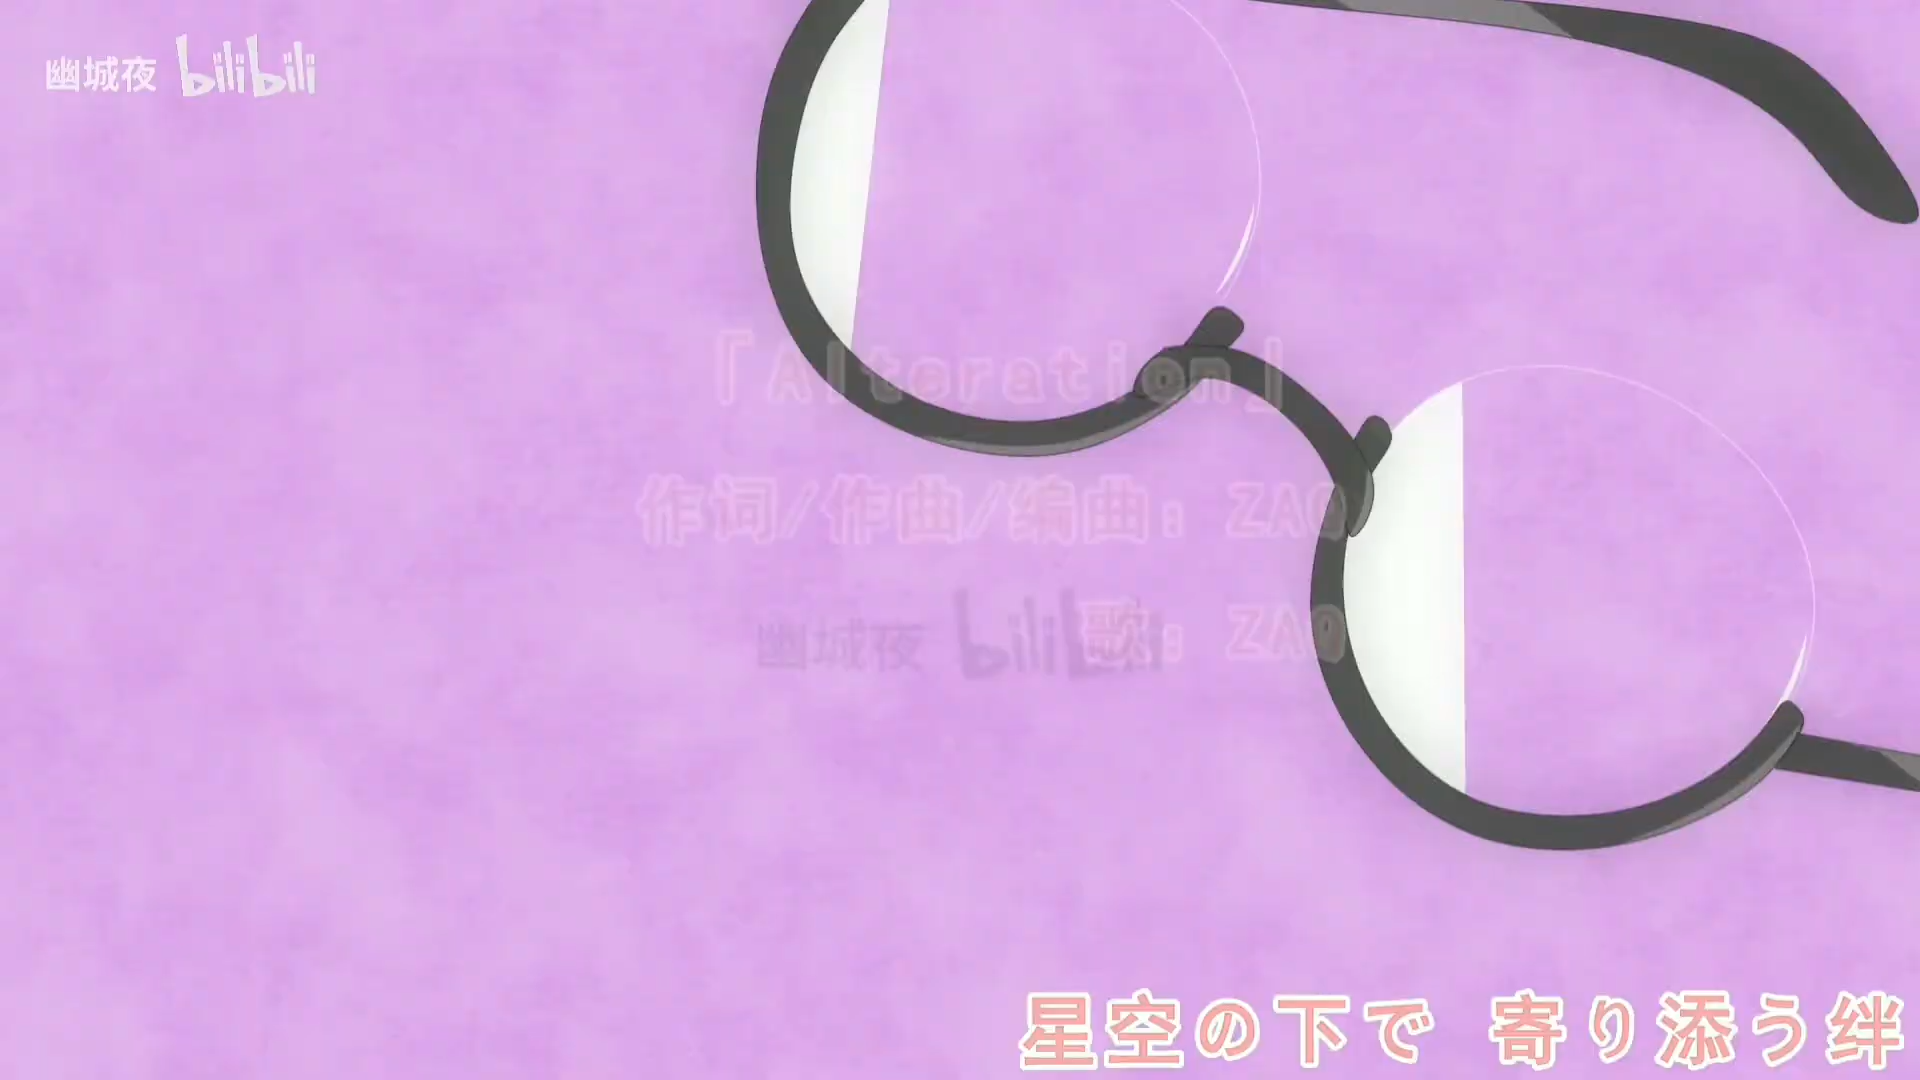 幽城夜 bilibili
「Alteration」
作词/作曲/编曲: ZAQ
幽城夜 bilibili
歌: ZAQ
星空の下で 寄り添う绊